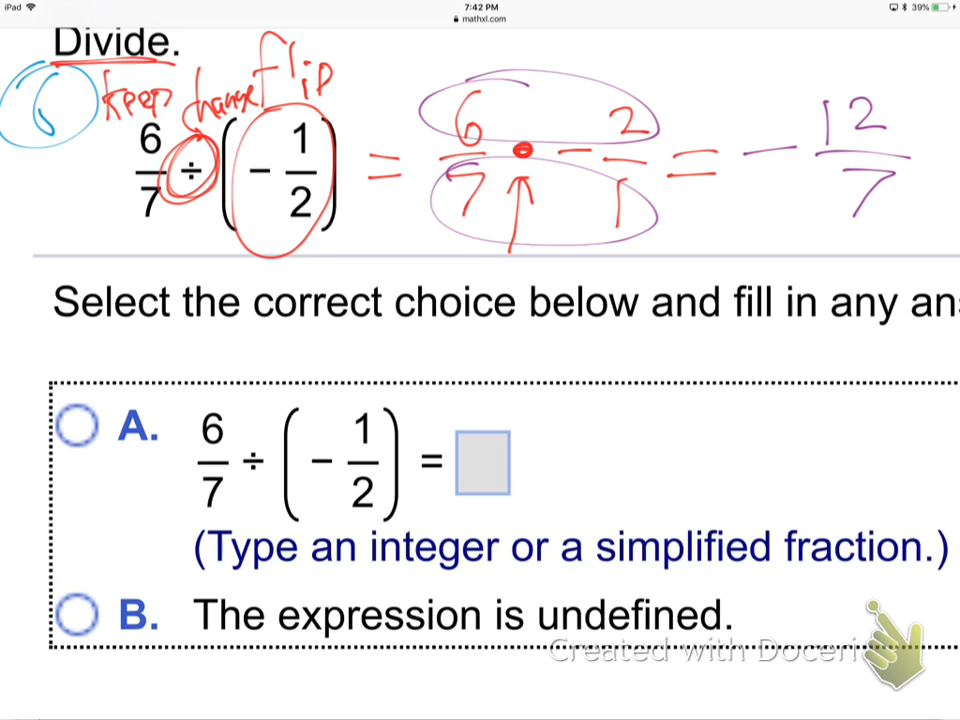 iPad 7:42 PM 39%
mathxl.com
Divide.
6 keep change flip
6/7 ÷ (- 1/2) = 6/7 • - 2/1 = - 12/7
Select the correct choice below and fill in any an
A. 6/7 ÷ (- 1/2) =
(Type an integer or a simplified fraction.)
B. The expression is undefined.
Created with Doceri